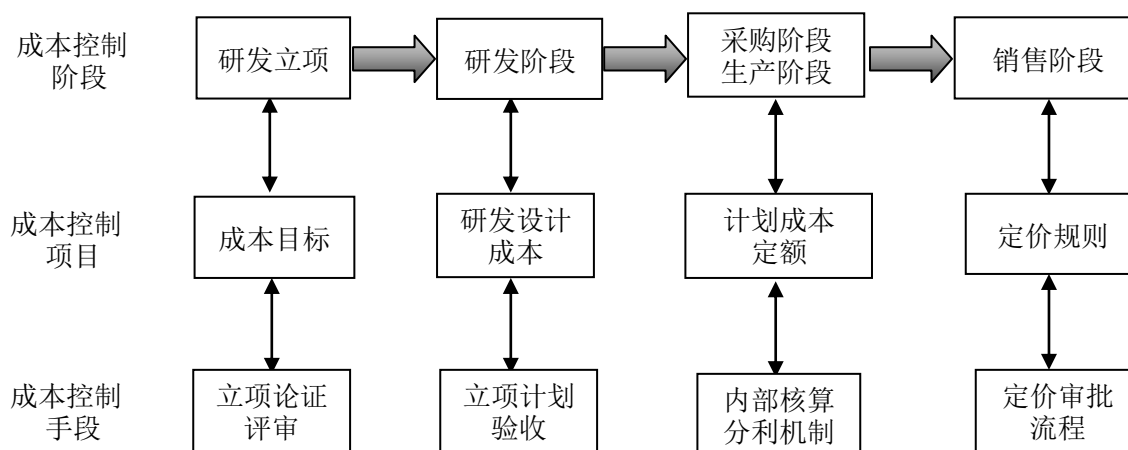 成本控制
阶段
研发立项
研发阶段
采购阶段
生产阶段
销售阶段
成本控制
项目
成本目标
研发设计
成本
计划成本
定额
定价规则
成本控制
手段
立项论证
评审
立项计划
验收
内部核算
分利机制
定价审批
流程